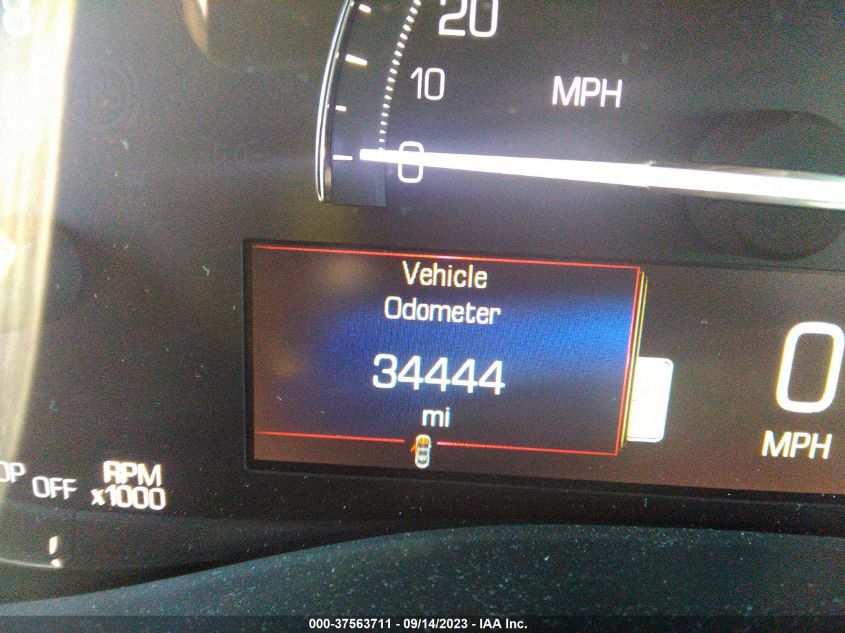 20
10
MPH
0
Vehicle
Odometer
34444
mi
0
MPH
OP
OFF
RPM
x1000
000-37563711 - 09/14/2023 - IAA Inc.